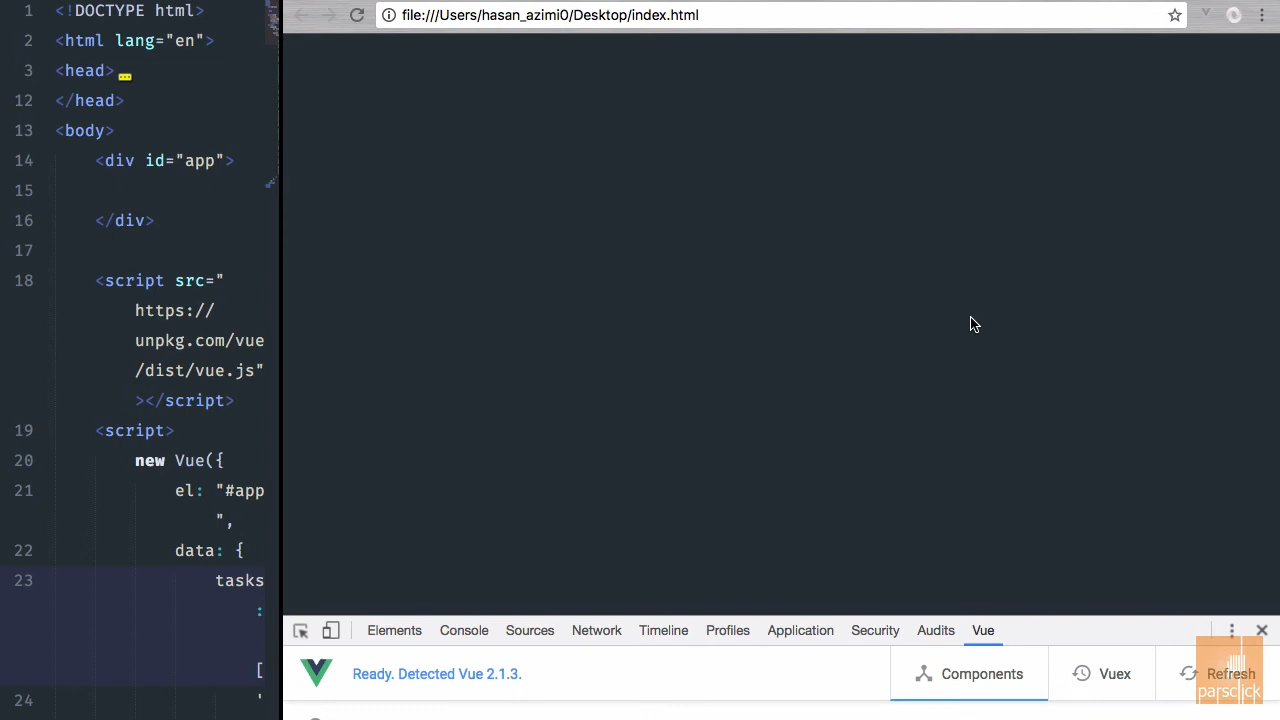 1 <!DOCTYPE html>
2 <html lang="en">
3 <head>
12 </head>
13 <body>
14 <div id="app">
15
16 </div>
17
18 <script src="
https://
unpkg.com/vue
/dist/vue.js"
></script>
19 <script>
20 new Vue({
21 el: "#app
",
22 data: {
23 tasks
:
[
24 '
file:///Users/hasan_azimi0/Desktop/index.html
Elements Console Sources Network Timeline Profiles Application Security Audits Vue
Ready. Detected Vue 2.1.3.
Components Vuex Refresh
parsclick